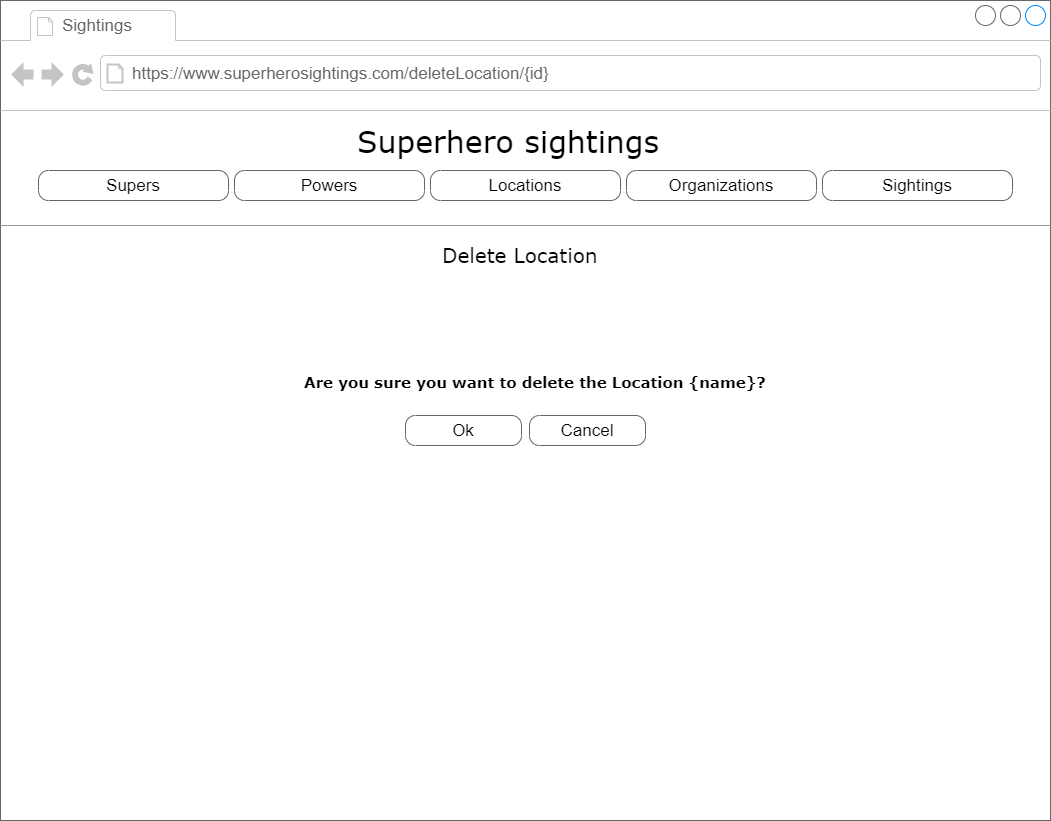 Sightings
https://www.superherosightings.com/deleteLocation/{id}
Superhero sightings
Supers Powers Locations Organizations Sightings
Delete Location
Are you sure you want to delete the Location {name}?
Ok Cancel